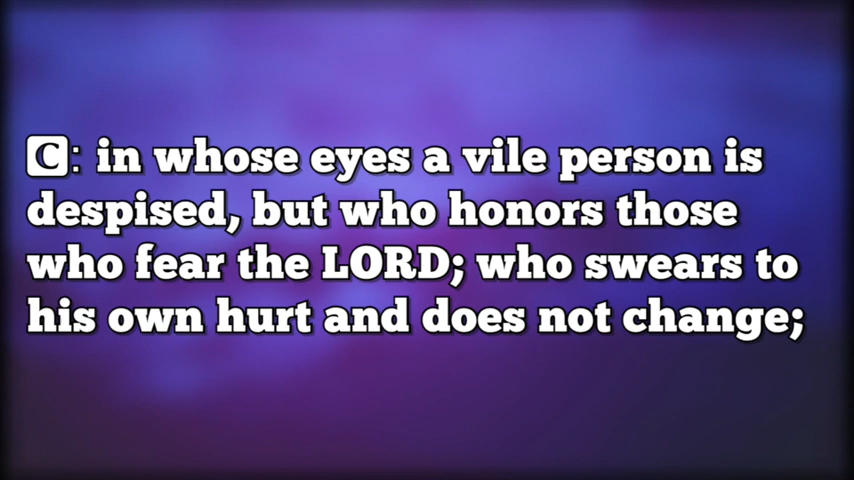 C: in whose eyes a vile person is
despised, but who honors those
who fear the LORD; who swears to
his own hurt and does not change;